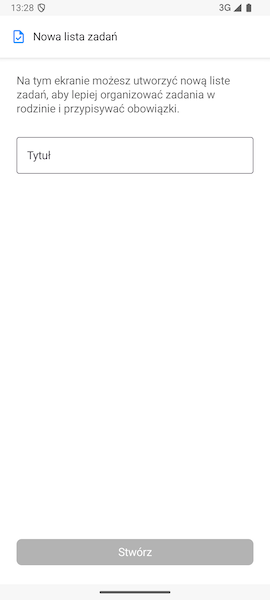 13:28
3G
Nowa lista zadań
Na tym ekranie możesz utworzyć nową liste
zadań, aby lepiej organizować zadania w
rodzinie i przypisywać obowiązki.
Tytuł
Stwórz